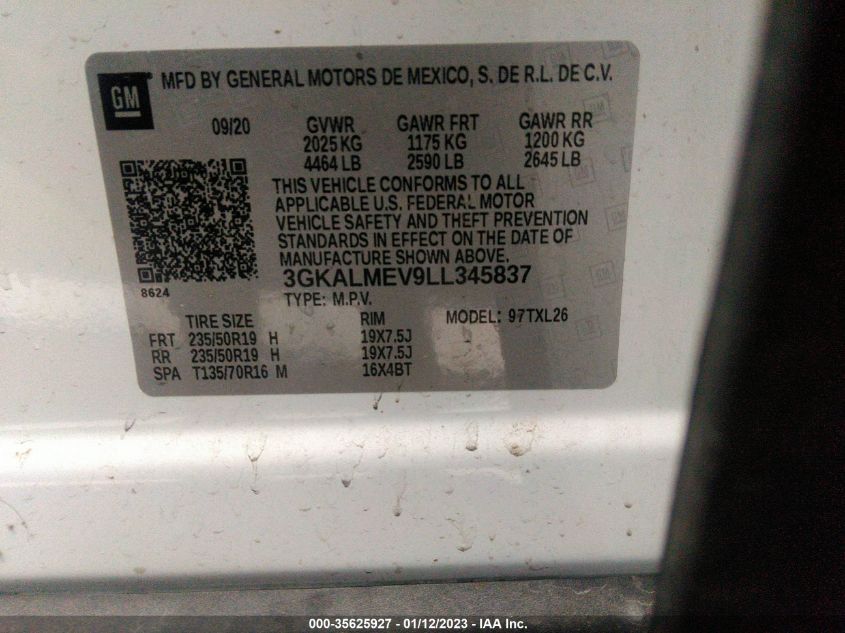 GM
MFD BY GENERAL MOTORS DE MEXICO, S. DE R.L. DE C.V.
09/20 GVWR GAWR FRT GAWR RR
2025 KG 1175 KG 1200 KG
4464 LB 2590 LB 2645 LB
THIS VEHICLE CONFORMS TO ALL
APPLICABLE U.S. FEDERAL MOTOR
VEHICLE SAFETY AND THEFT PREVENTION
STANDARDS IN EFFECT ON THE DATE OF
MANUFACTURE SHOWN ABOVE.
8624
3GKALMEV9LL345837
TYPE: M.P.V.
TIRE SIZE RIM MODEL: 97TXL26
FRT 235/50R19 H 19X7.5J
RR 235/50R19 H 19X7.5J
SPA T135/70R16 M 16X4BT
000-35625927 - 01/12/2023 - IAA Inc.